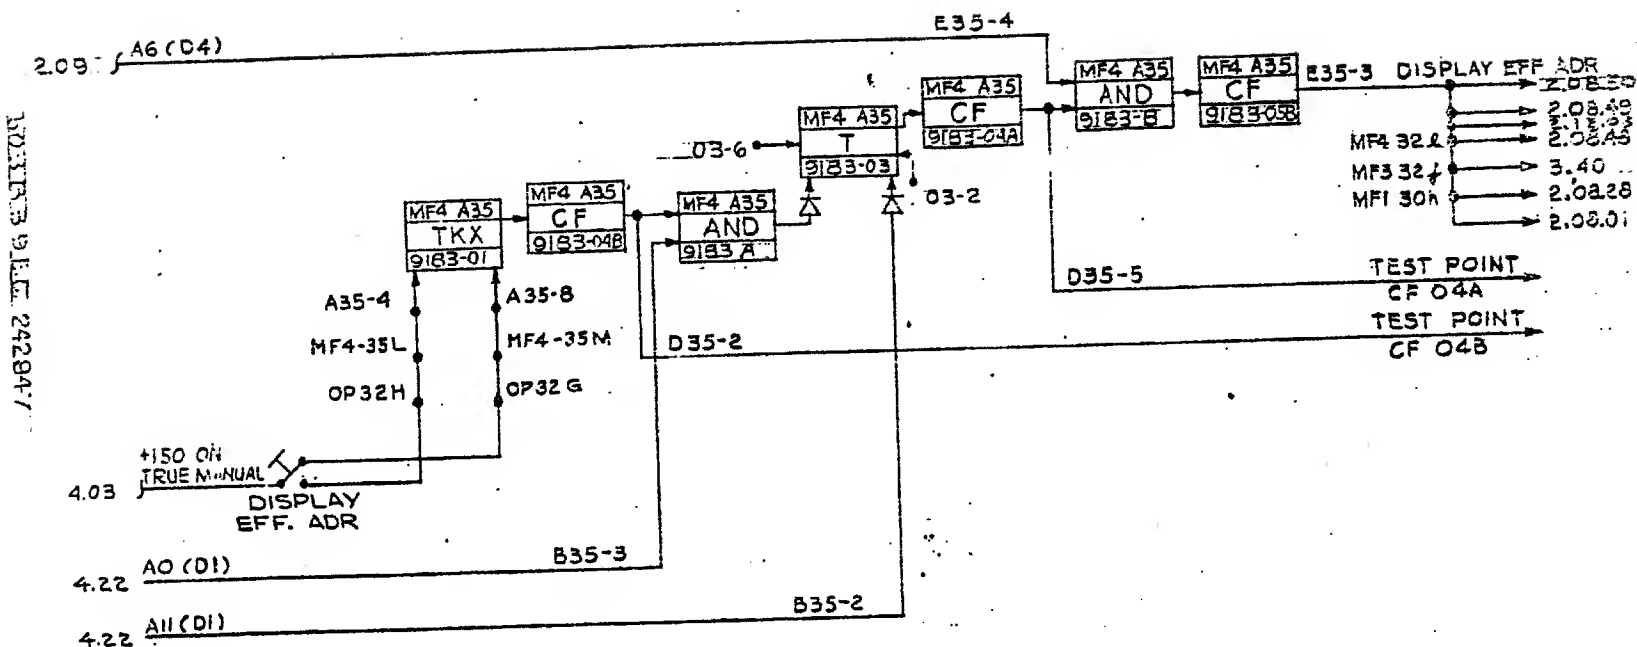 2.09
A6 (D4)
E35-4
MF4 A35
AND
9183-B
MF4 A35
CF
9183-05B
E35-3
DISPLAY EFF ADR
MF4 A35
CF
9183-04A
MF4 A35
T
9183-03
03-6
03-2
MF4 32l
MF3 32f
3.40
MF1 30h
2.08.28
2.08.01
MF4 A35
TKX
9183-01
MF4 A35
CF
9183-04B
MF4 A35
AND
9183 A
D35-5
TEST POINT
CF 04A
TEST POINT
CF 04B
D35-2
A35-4
A35-8
MF4-35L
MF4-35M
OP32H
OP32G
+150 ON
TRUE MANUAL
4.03
DISPLAY
EFF. ADR
4.22
A0 (D1)
B35-3
4.22
A11 (D1)
B35-2